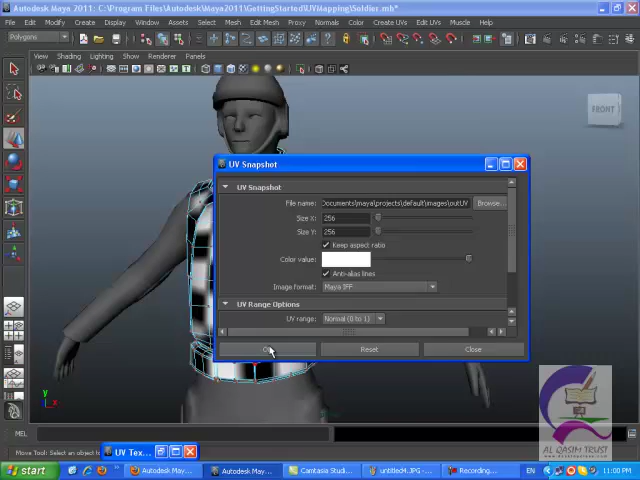 Autodesk Maya 2011: C:\Program Files\Autodesk\Maya2011\GettingStarted\UVMapping\Soldier.mb*
File Edit Modify Create Display Window Assets Select Mesh Edit Mesh Proxy Normals Color Create UVs Edit UVs Muscle
Polygons
View Shading Lighting Show Renderer Panels
FRONT
UV Snapshot
UV Snapshot
File name: Documents\maya\projects\default\images\outUV Browse...
Size X: 256
Size Y: 256
Keep aspect ratio
Color value:
Anti-alias lines
Image format: Maya IFF
UV Range Options
UV range: Normal (0 to 1)
Reset Close
y
x
AL QASIM TRUST
MEL
Move Tool: Select an object
UV Tex...
start Autodesk May... Autodesk May... Camtasia Studi... untitled4.JPG -... Recording... EN 11:00 PM